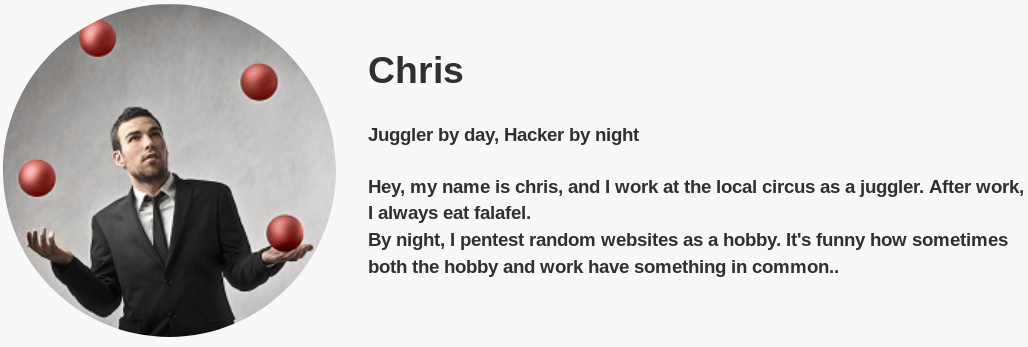 Chris
Juggler by day, Hacker by night
Hey, my name is chris, and I work at the local circus as a juggler. After work,
I always eat falafel.
By night, I pentest random websites as a hobby. It's funny how sometimes
both the hobby and work have something in common..